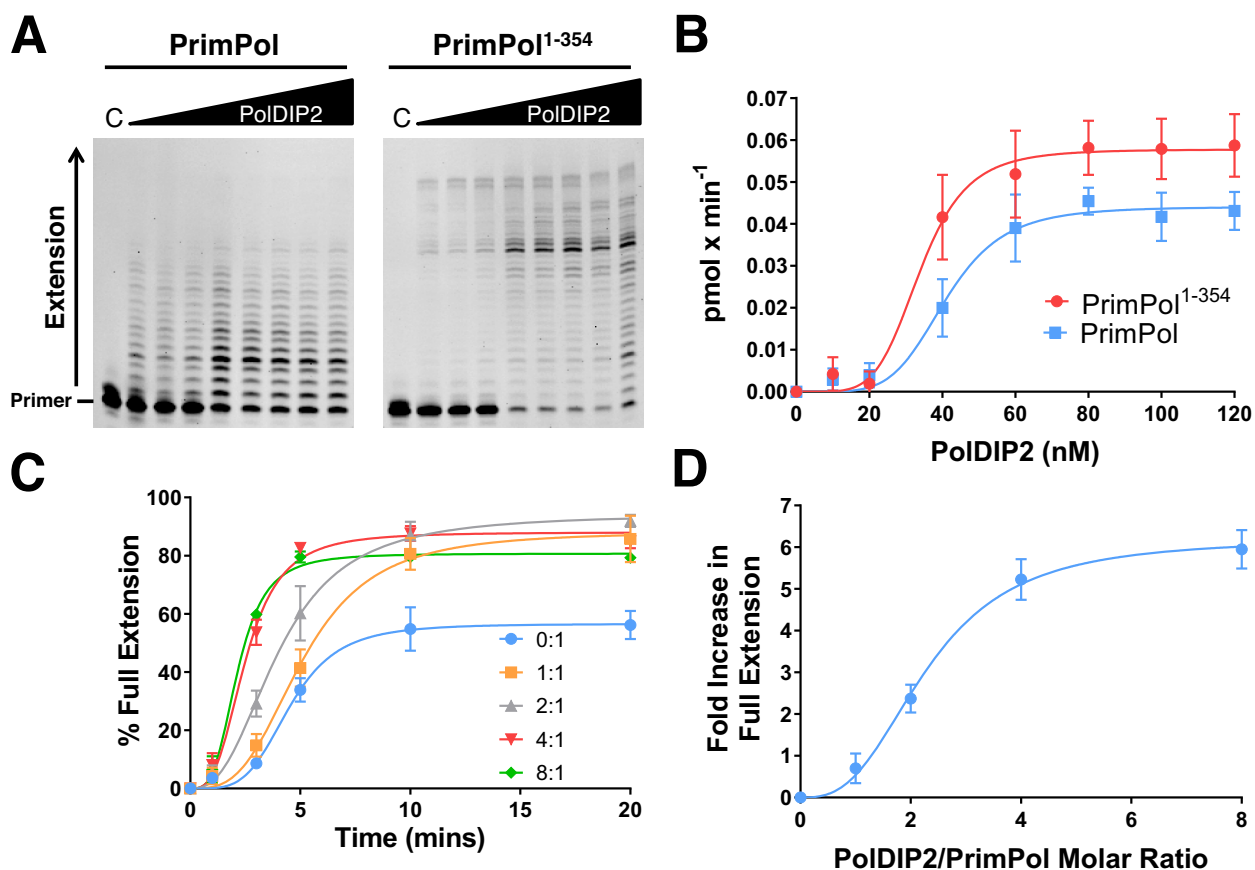 A
PrimPol
PrimPol1-354
C
PolDIP2
C
PolDIP2
Extension
Primer
B
0.07
0.06
0.05
0.04
0.03
0.02
0.01
0.00
pmol x min-1
PrimPol1-354
PrimPol
0 20 40 60 80 100 120
PolDIP2 (nM)
C
100
80
60
40
20
0
% Full Extension
0:1
1:1
2:1
4:1
8:1
0 5 10 15 20
Time (mins)
D
7
6
5
4
3
2
1
0
Fold Increase in
Full Extension
0 2 4 6 8
PolDIP2/PrimPol Molar Ratio